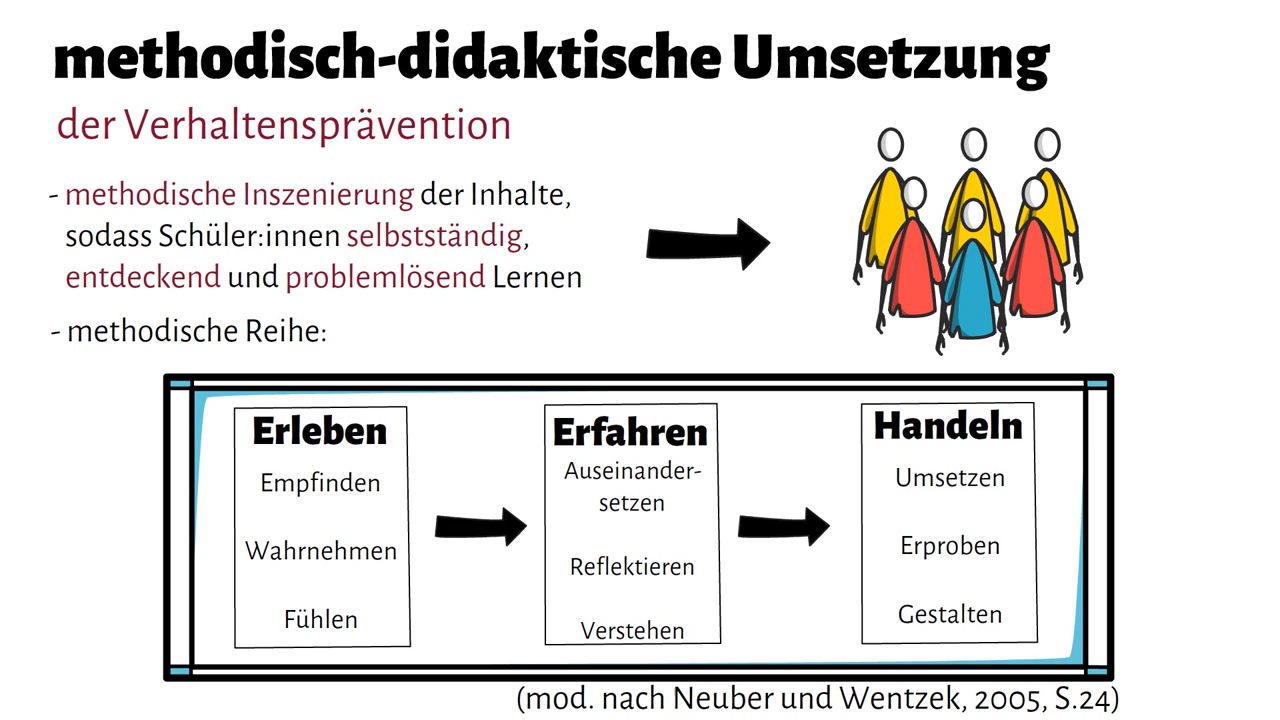 methodisch-didaktische Umsetzung
der Verhaltensprävention
- methodische Inszenierung der Inhalte,
sodass Schüler:innen selbstständig,
entdeckend und problemlösend Lernen
- methodische Reihe:
Erleben
Empfinden
Wahrnehmen
Fühlen
Erfahren
Auseinander-
setzen
Reflektieren
Verstehen
Handeln
Umsetzen
Erproben
Gestalten
(mod. nach Neuber und Wentzek, 2005, S.24)